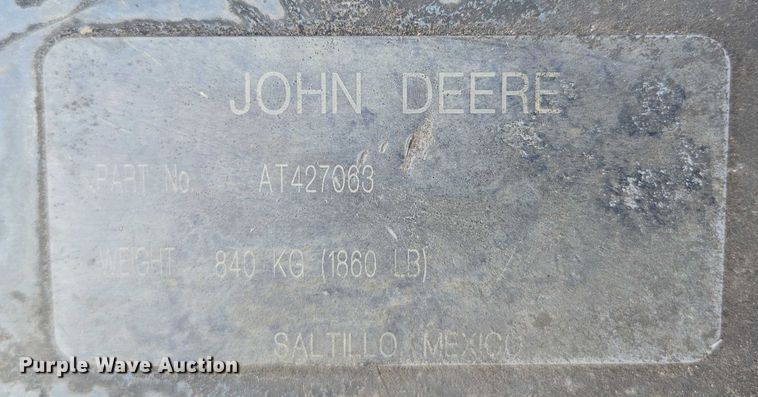 JOHN DEERE
PART No. AT427063
WEIGHT 840 KG (1860 LB)
SALTILLO MEXICO
Purple Wave Auction